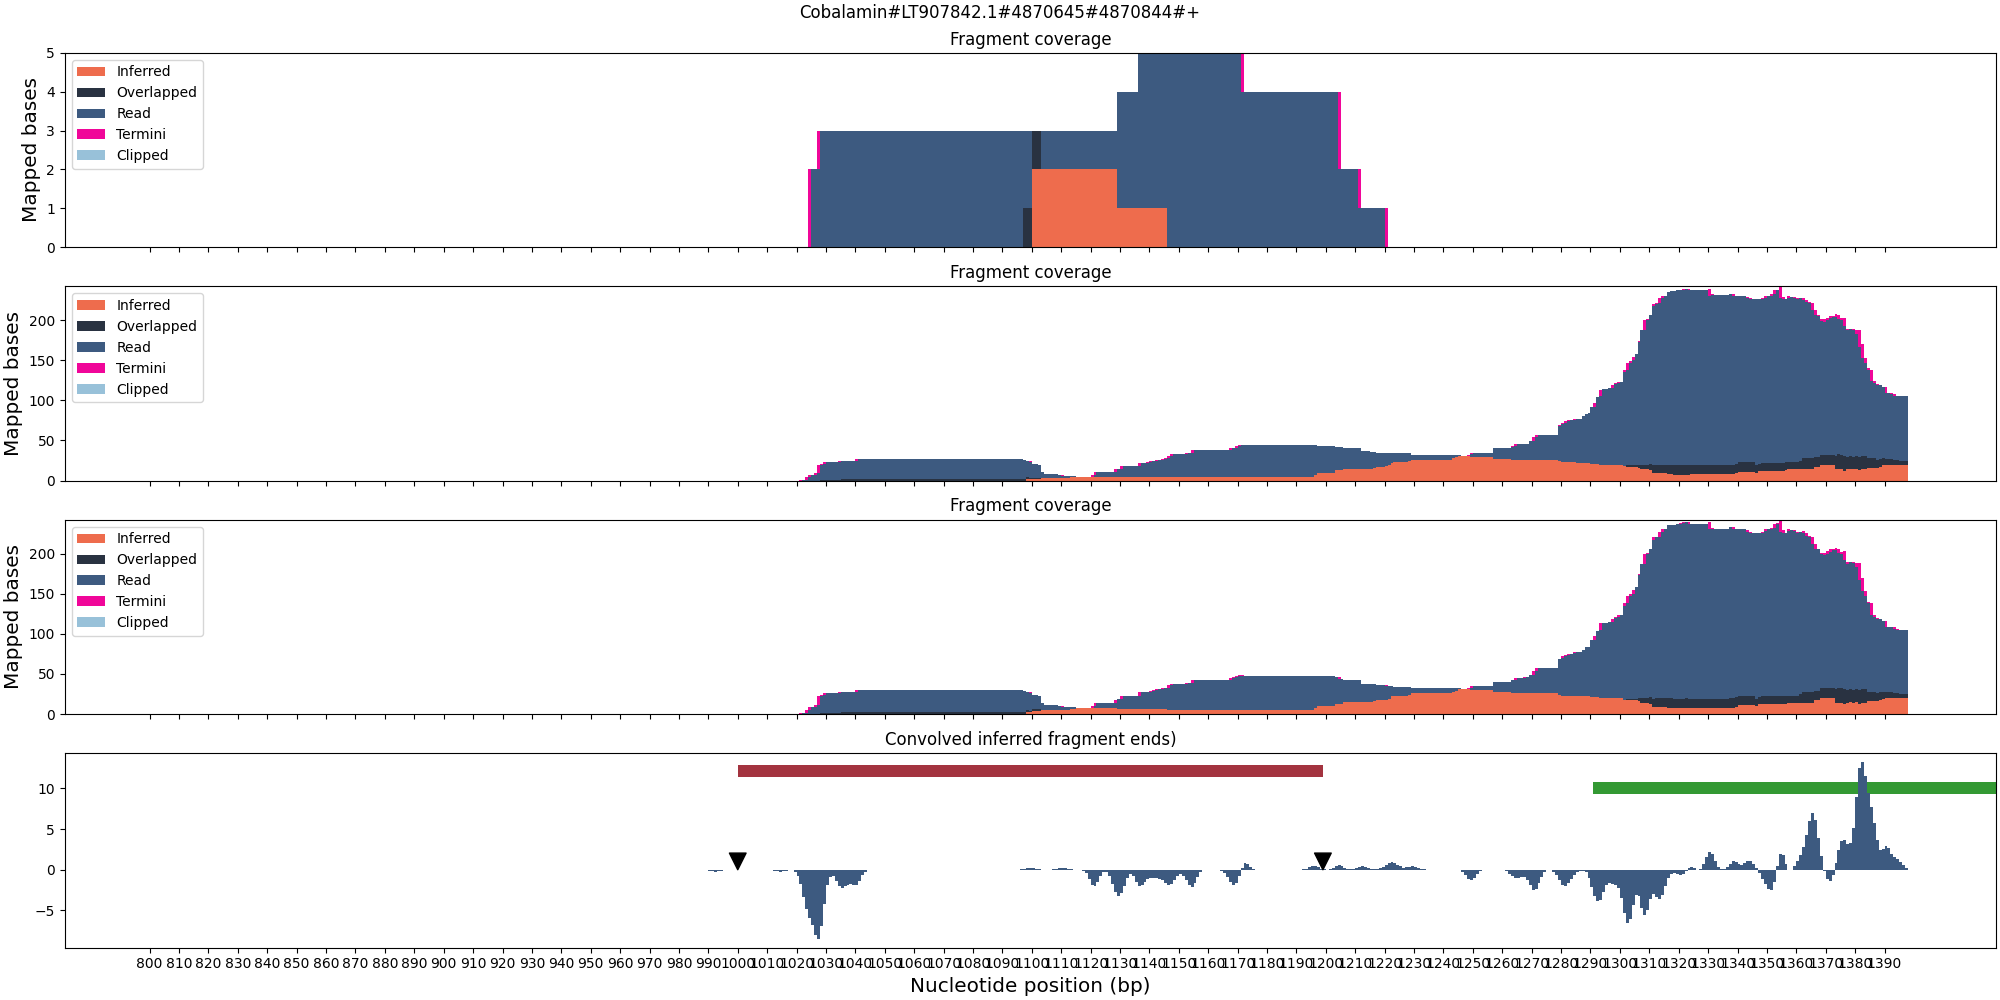 Cobalamin#LT907842.1#4870645#4870844#+
Fragment coverage
Mapped bases
5
4
3
2
1
0
Inferred
Overlapped
Read
Termini
Clipped
Fragment coverage
Mapped bases
200
150
100
50
0
Inferred
Overlapped
Read
Termini
Clipped
Fragment coverage
Mapped bases
200
150
100
50
0
Inferred
Overlapped
Read
Termini
Clipped
Convolved inferred fragment ends)
10
5
0
−5
800 810 820 830 840 850 860 870 880 890 900 910 920 930 940 950 960 970 980 990 1000 1010 1020 1030 1040 1050 1060 1070 1080 1090 1100 1110 1120 1130 1140 1150 1160 1170 1180 1190 1200 1210 1220 1230 1240 1250 1260 1270 1280 1290 1300 1310 1320 1330 1340 1350 1360 1370 1380 1390
Nucleotide position (bp)